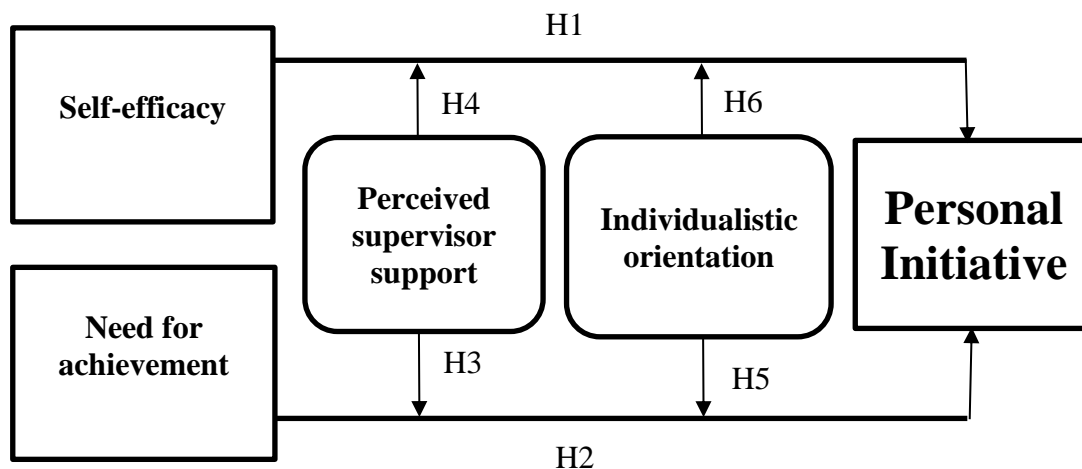 H1
Self-efficacy
H4
H6
Perceived
supervisor
support
Individualistic
orientation
Personal
Initiative
Need for
achievement
H3
H5
H2